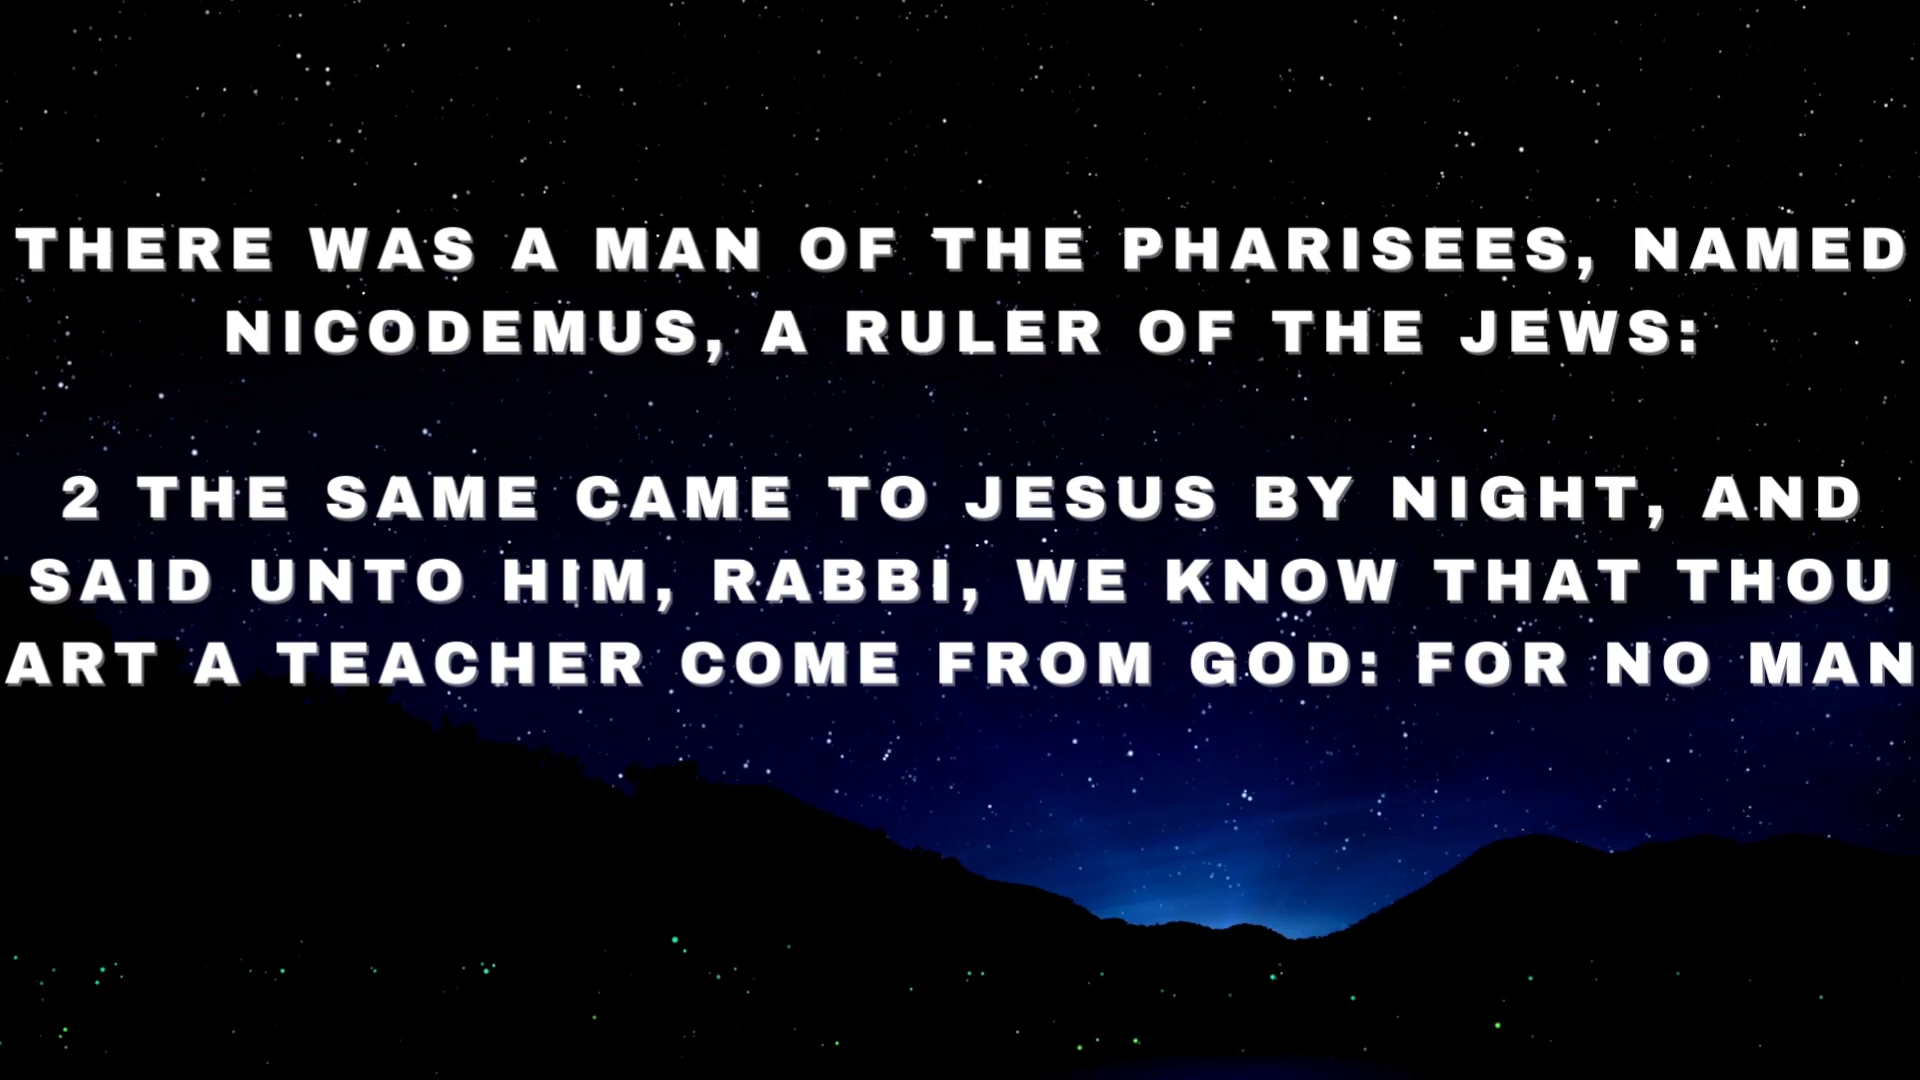 THERE WAS A MAN OF THE PHARISEES, NAMED
NICODEMUS, A RULER OF THE JEWS:
2 THE SAME CAME TO JESUS BY NIGHT, AND
SAID UNTO HIM, RABBI, WE KNOW THAT THOU
ART A TEACHER COME FROM GOD: FOR NO MAN